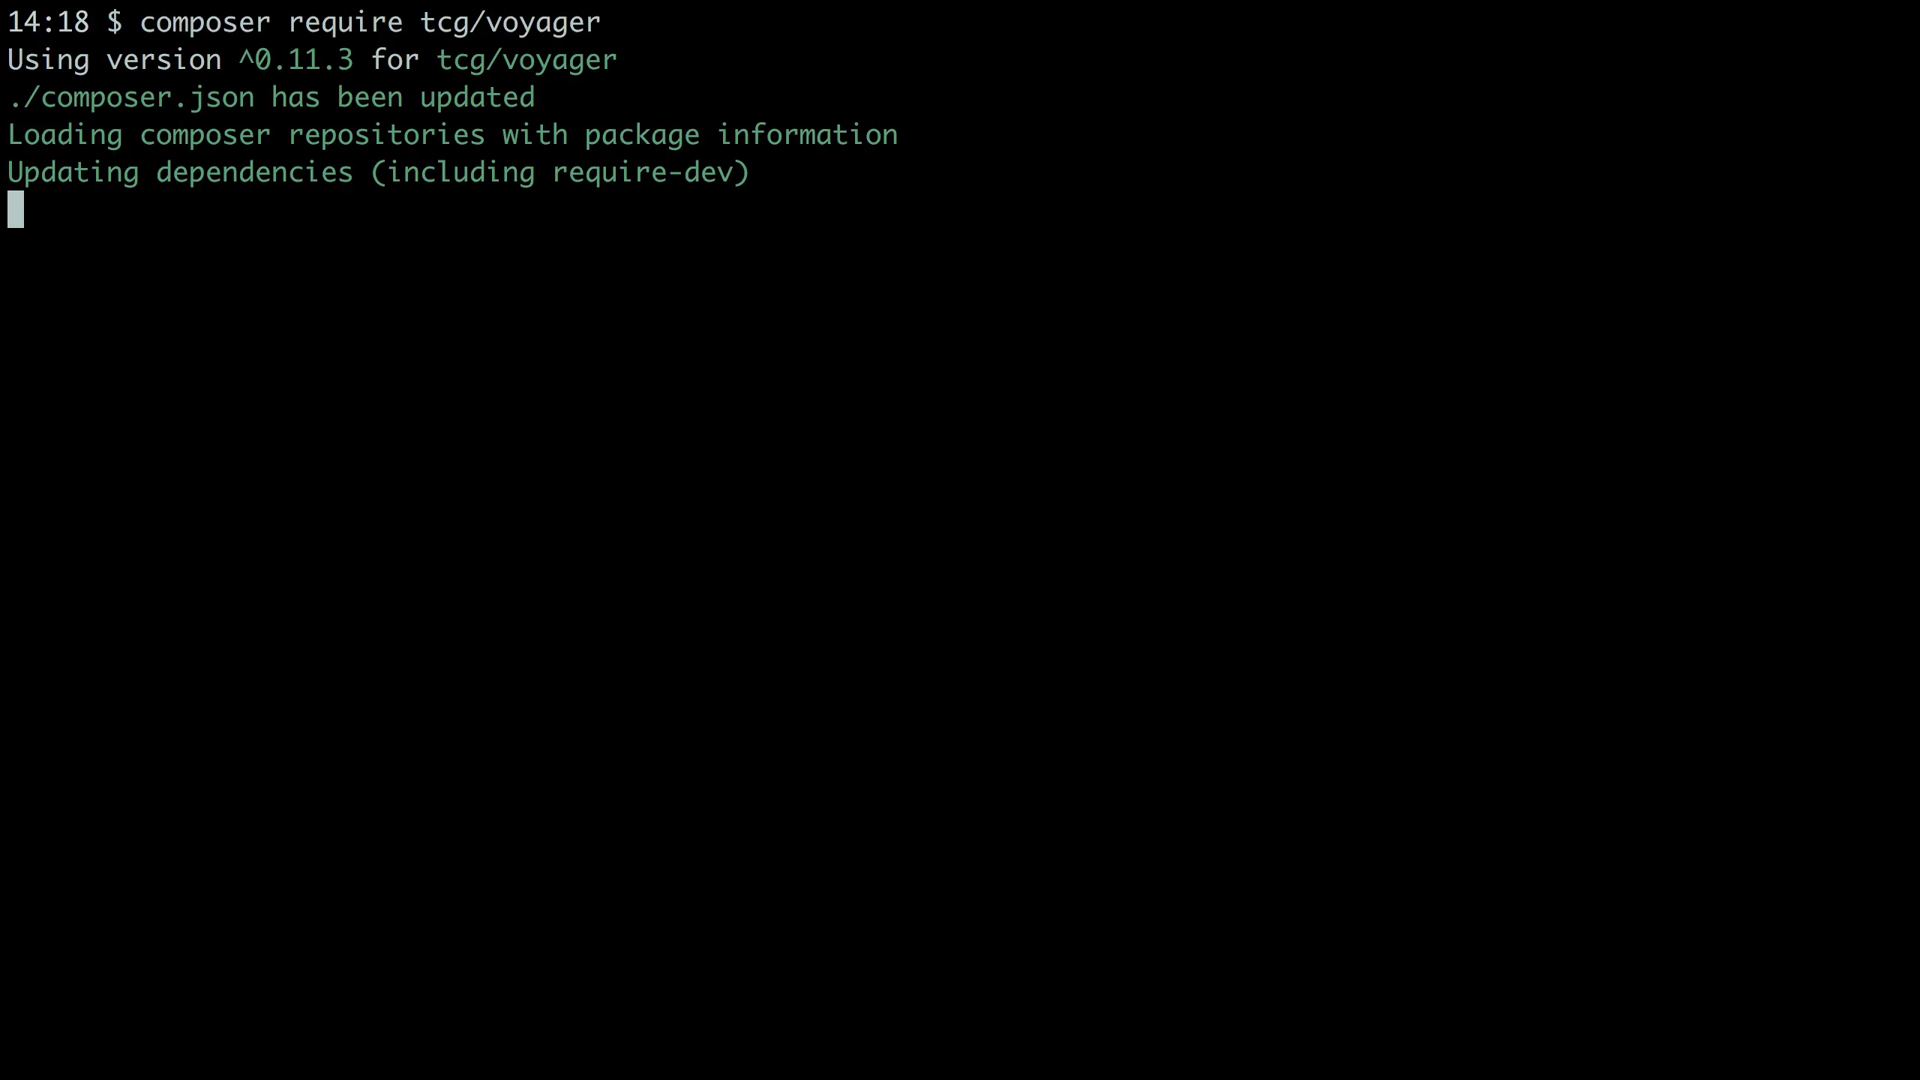 14:18 $ composer require tcg/voyager
Using version ^0.11.3 for tcg/voyager
./composer.json has been updated
Loading composer repositories with package information
Updating dependencies (including require-dev)